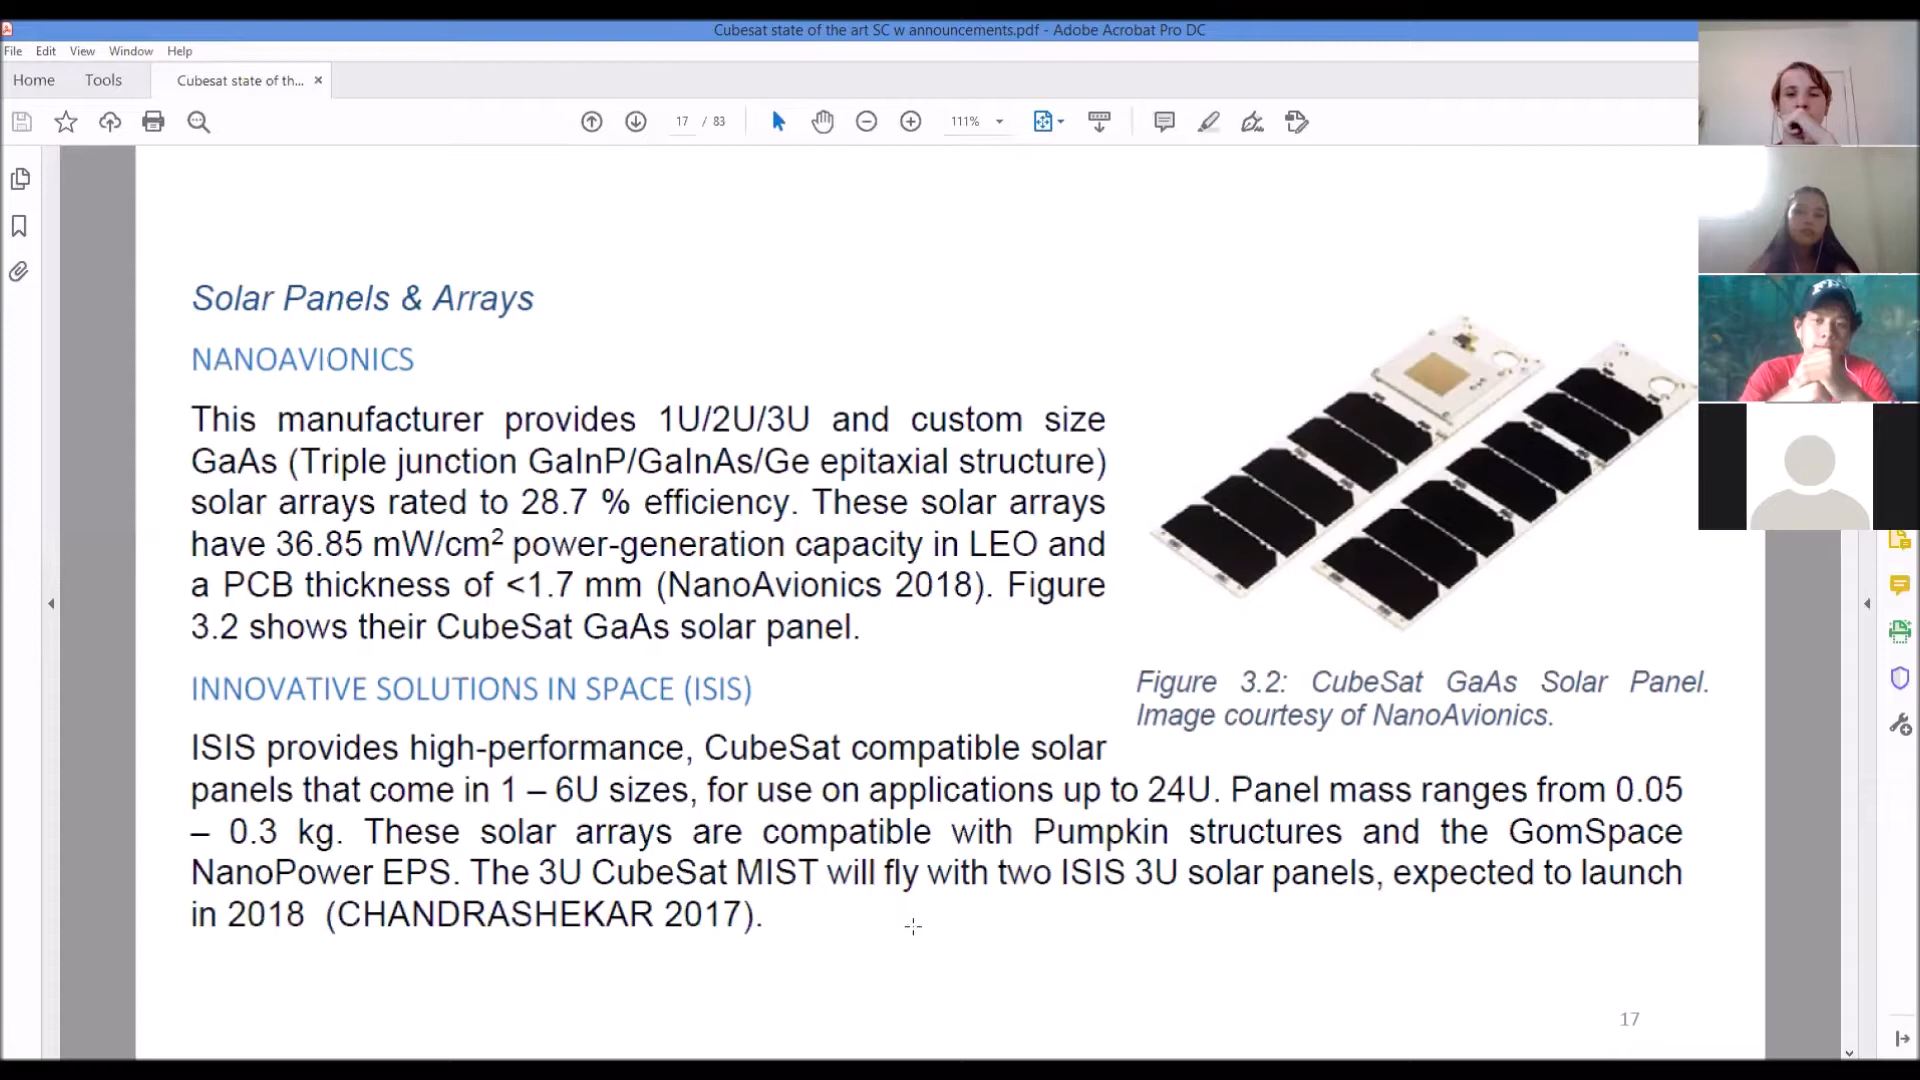 Cubesat state of the art SC w announcements.pdf - Adobe Acrobat Pro DC
File Edit View Window Help
Home Tools Cubesat state of th... ×
17 / 83 111%
Solar Panels & Arrays
NANOAVIONICS
This manufacturer provides 1U/2U/3U and custom size
GaAs (Triple junction GaInP/GaInAs/Ge epitaxial structure)
solar arrays rated to 28.7 % efficiency. These solar arrays
have 36.85 mW/cm² power-generation capacity in LEO and
a PCB thickness of <1.7 mm (NanoAvionics 2018). Figure
3.2 shows their CubeSat GaAs solar panel.
Figure 3.2: CubeSat GaAs Solar Panel.
Image courtesy of NanoAvionics.
INNOVATIVE SOLUTIONS IN SPACE (ISIS)
ISIS provides high-performance, CubeSat compatible solar
panels that come in 1 – 6U sizes, for use on applications up to 24U. Panel mass ranges from 0.05
– 0.3 kg. These solar arrays are compatible with Pumpkin structures and the GomSpace
NanoPower EPS. The 3U CubeSat MIST will fly with two ISIS 3U solar panels, expected to launch
in 2018 (CHANDRASHEKAR 2017).
17